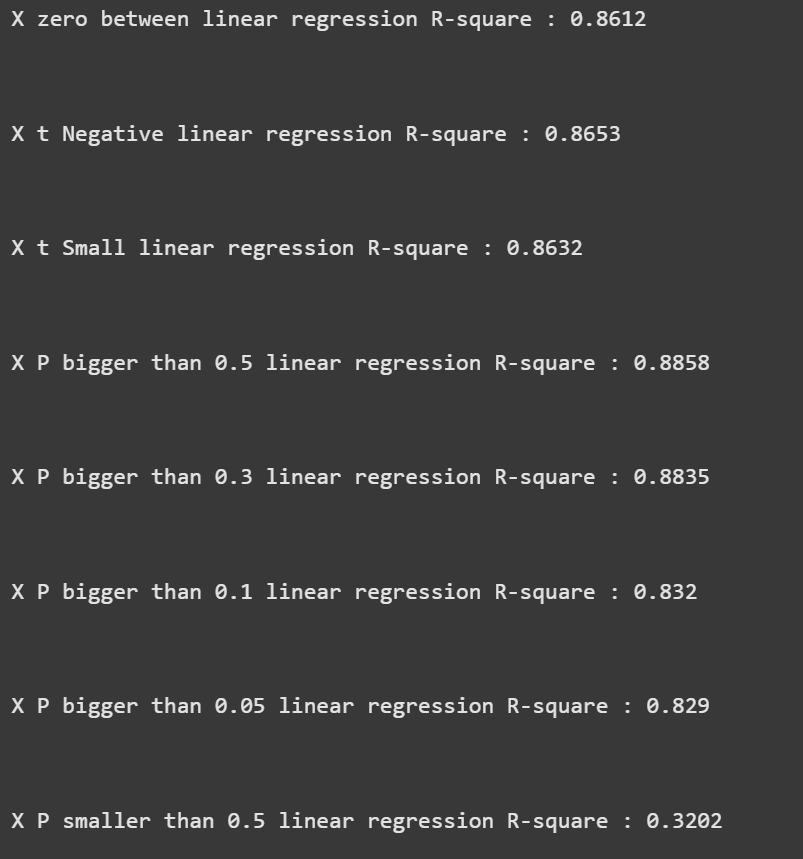 X zero between linear regression R-square : 0.8612
X t Negative linear regression R-square : 0.8653
X t Small linear regression R-square : 0.8632
X P bigger than 0.5 linear regression R-square : 0.8858
X P bigger than 0.3 linear regression R-square : 0.8835
X P bigger than 0.1 linear regression R-square : 0.832
X P bigger than 0.05 linear regression R-square : 0.829
X P smaller than 0.5 linear regression R-square : 0.3202